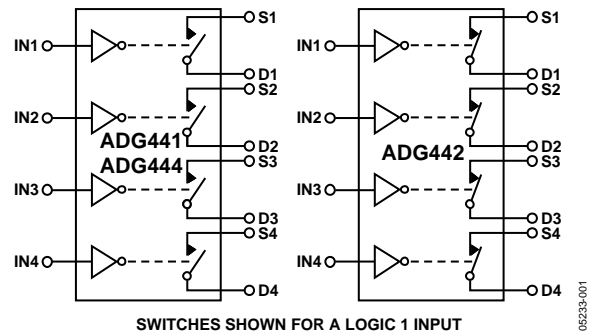 S1
IN1
D1
S2
IN2
D2
ADG441
ADG444
S3
IN3
D3
S4
IN4
D4
S1
IN1
D1
S2
IN2
D2
ADG442
S3
IN3
D3
S4
IN4
D4
SWITCHES SHOWN FOR A LOGIC 1 INPUT
05233-001